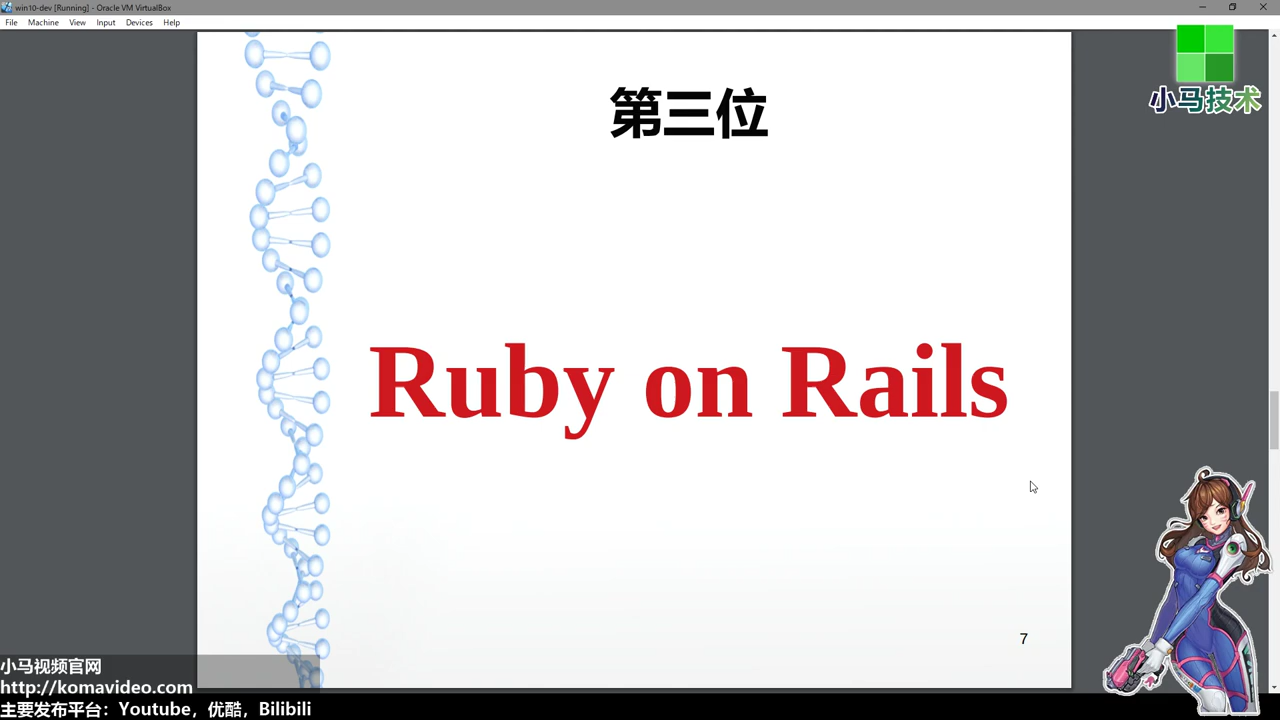 win10-dev [Running] - Oracle VM VirtualBox
File Machine View Input Devices Help
小马技术
第三位
Ruby on Rails
7
小马视频官网
http://komavideo.com
主要发布平台：Youtube，优酷，Bilibili